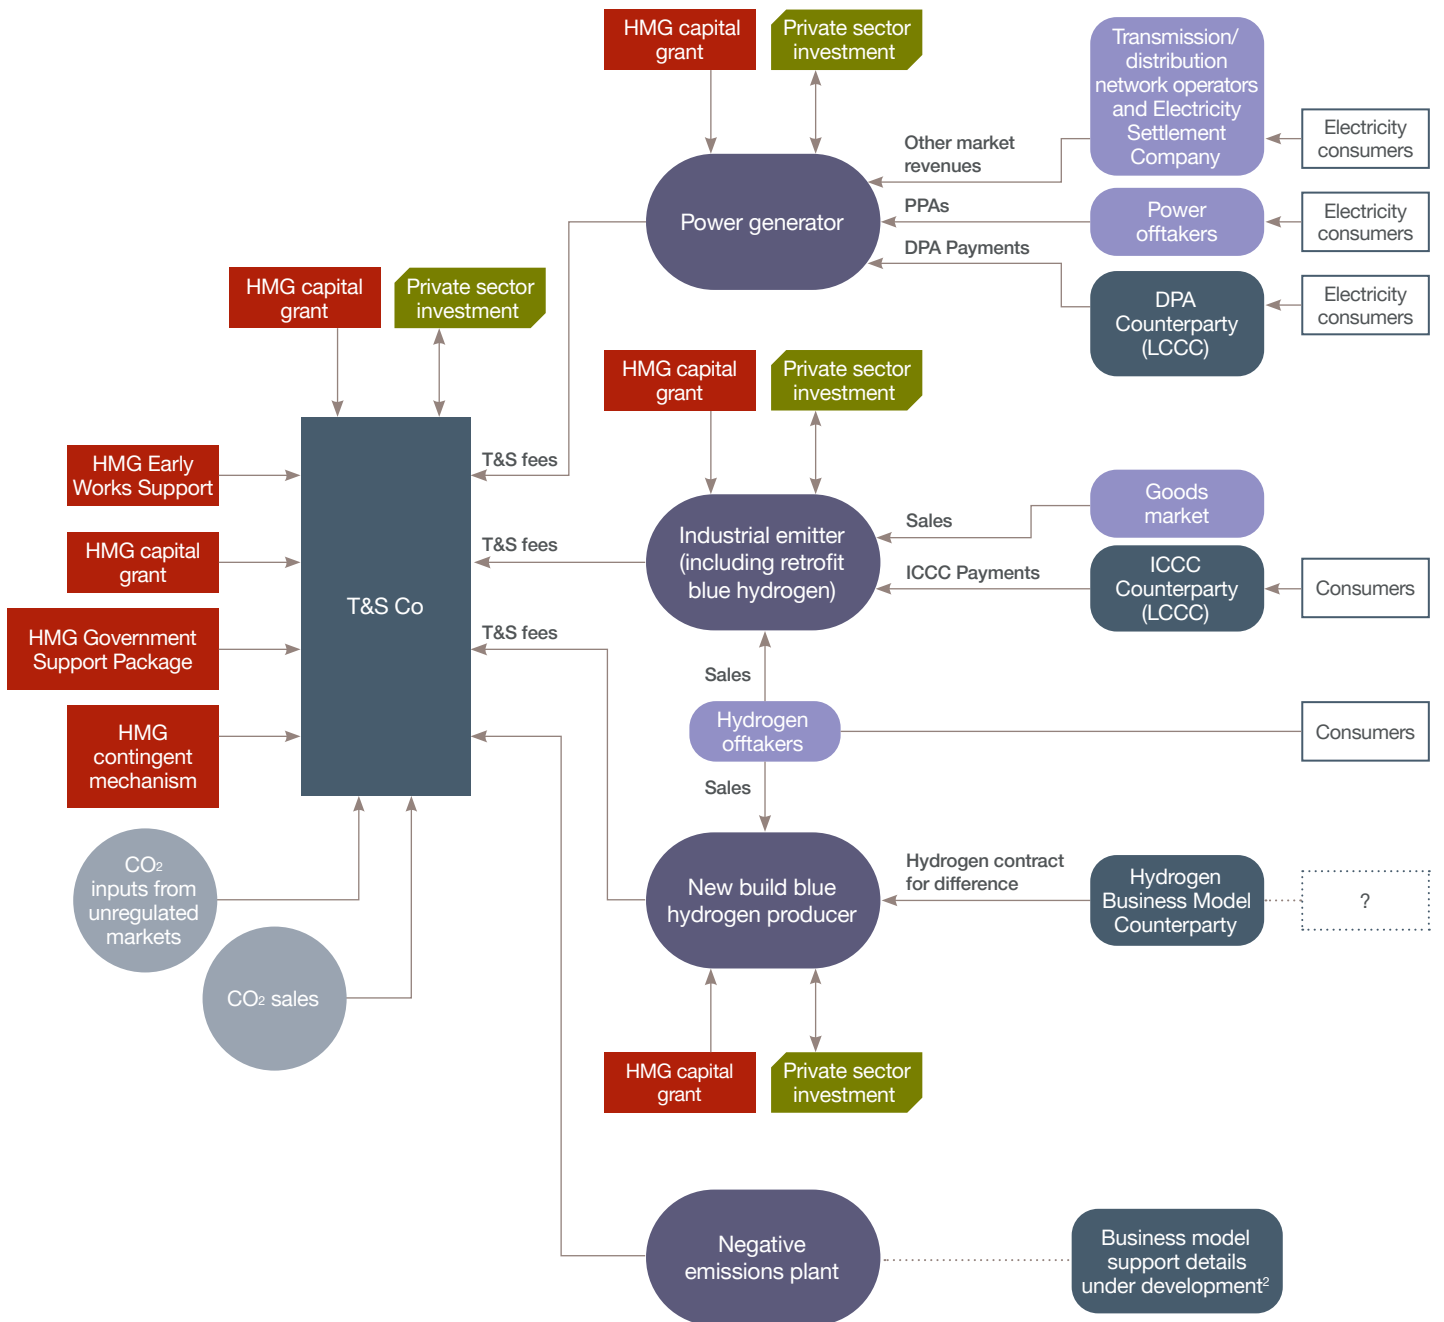 HMG capital
grant
Private sector
investment
Transmission/
distribution
network operators
and Electricity
Settlement
Company
Electricity
consumers
Other market
revenues
Power generator
PPAs
Power
offtakers
Electricity
consumers
DPA Payments
DPA
Counterparty
(LCCC)
Electricity
consumers
HMG capital
grant
Private sector
investment
HMG capital
grant
Private sector
investment
HMG Early
Works Support
HMG capital
grant
HMG Government
Support Package
HMG
contingent
mechanism
T&S Co
T&S fees
T&S fees
T&S fees
Industrial emitter
(including retrofit
blue hydrogen)
Sales
Goods
market
ICCC Payments
ICCC
Counterparty
(LCCC)
Consumers
Sales
Hydrogen
offtakers
Consumers
Sales
CO2
inputs from
unregulated
markets
CO2 sales
New build blue
hydrogen producer
Hydrogen contract
for difference
Hydrogen
Business Model
Counterparty
?
HMG capital
grant
Private sector
investment
Negative
emissions plant
Business model
support details
under development2